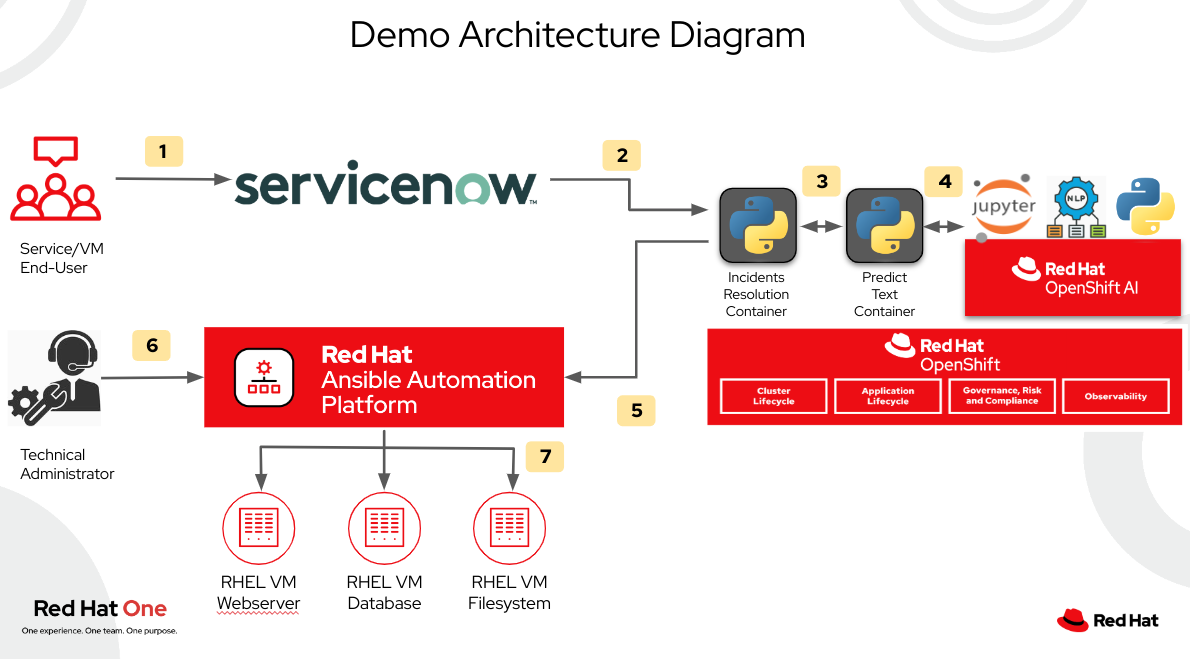 Demo Architecture Diagram
1
servicenow™
2
3
4
jupyter
NLP
Service/VM
End-User
Incidents
Resolution
Container
Predict
Text
Container
Red Hat
OpenShift AI
6
Red Hat
Ansible Automation
Platform
5
Red Hat
OpenShift
Cluster
Lifecycle
Application
Lifecycle
Governance, Risk
and Compliance
Observability
Technical
Administrator
7
RHEL VM
Webserver
RHEL VM
Database
RHEL VM
Filesystem
Red Hat One
One experience. One team. One purpose.
Red Hat